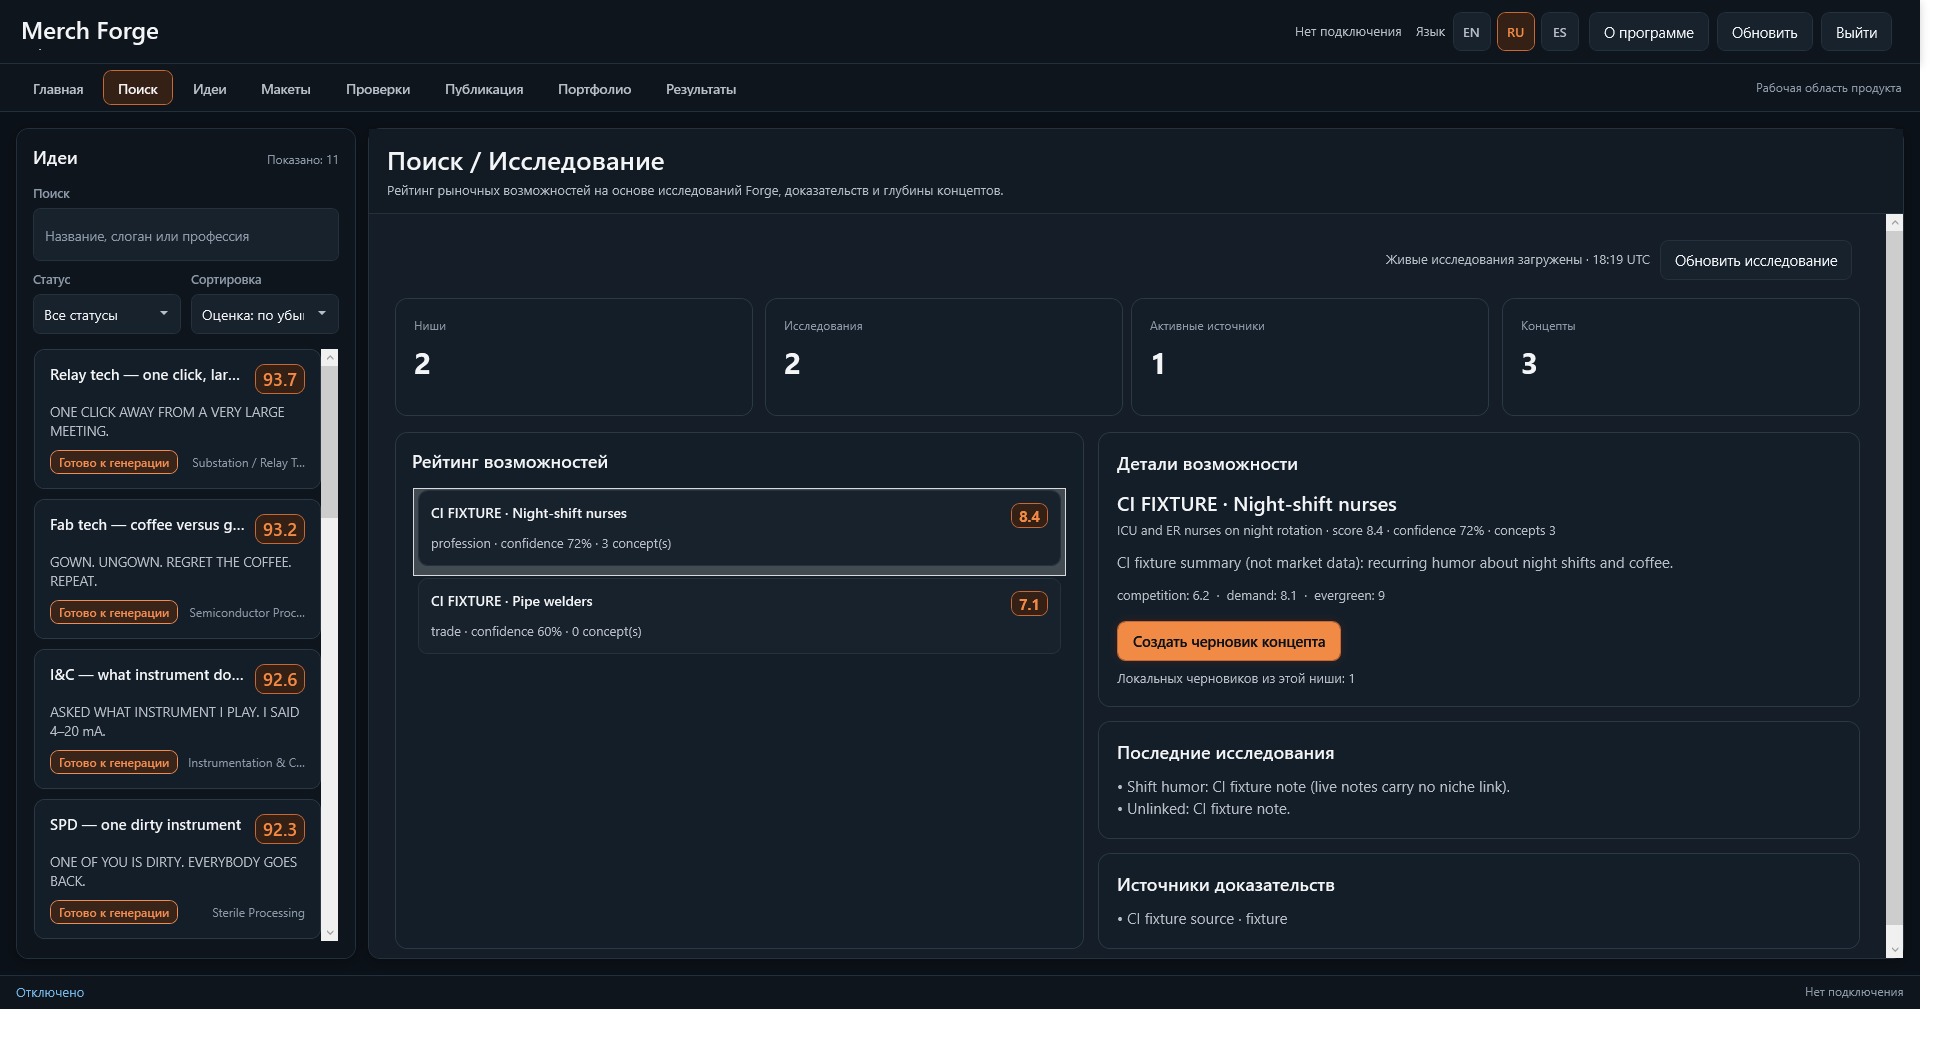 Merch Forge
Нет подключения
Язык
EN
RU
ES
О программе
Обновить
Выйти
Главная
Поиск
Идеи
Макеты
Проверки
Публикация
Портфолио
Результаты
Рабочая область продукта
Идеи
Показано: 11
Поиск
Название, слоган или профессия
Статус
Сортировка
Все статусы
Оценка: по убы
Relay tech — one click, lar...
93.7
ONE CLICK AWAY FROM A VERY LARGE
MEETING.
Готово к генерации
Substation / Relay T...
Fab tech — coffee versus g...
93.2
GOWN. UNGOWN. REGRET THE COFFEE.
REPEAT.
Готово к генерации
Semiconductor Proc...
I&C — what instrument do...
92.6
ASKED WHAT INSTRUMENT I PLAY. I SAID
4–20 mA.
Готово к генерации
Instrumentation & C...
SPD — one dirty instrument
92.3
ONE OF YOU IS DIRTY. EVERYBODY GOES
BACK.
Готово к генерации
Sterile Processing
Поиск / Исследование
Рейтинг рыночных возможностей на основе исследований Forge, доказательств и глубины концептов.
Живые исследования загружены · 18:19 UTC
Обновить исследование
Ниши
2
Исследования
2
Активные источники
1
Концепты
3
Рейтинг возможностей
CI FIXTURE · Night-shift nurses
8.4
profession · confidence 72% · 3 concept(s)
CI FIXTURE · Pipe welders
7.1
trade · confidence 60% · 0 concept(s)
Детали возможности
CI FIXTURE · Night-shift nurses
ICU and ER nurses on night rotation · score 8.4 · confidence 72% · concepts 3
CI fixture summary (not market data): recurring humor about night shifts and coffee.
competition: 6.2 · demand: 8.1 · evergreen: 9
Создать черновик концепта
Локальных черновиков из этой ниши: 1
Последние исследования
• Shift humor: CI fixture note (live notes carry no niche link).
• Unlinked: CI fixture note.
Источники доказательств
• CI fixture source · fixture
Отключено
Нет подключения